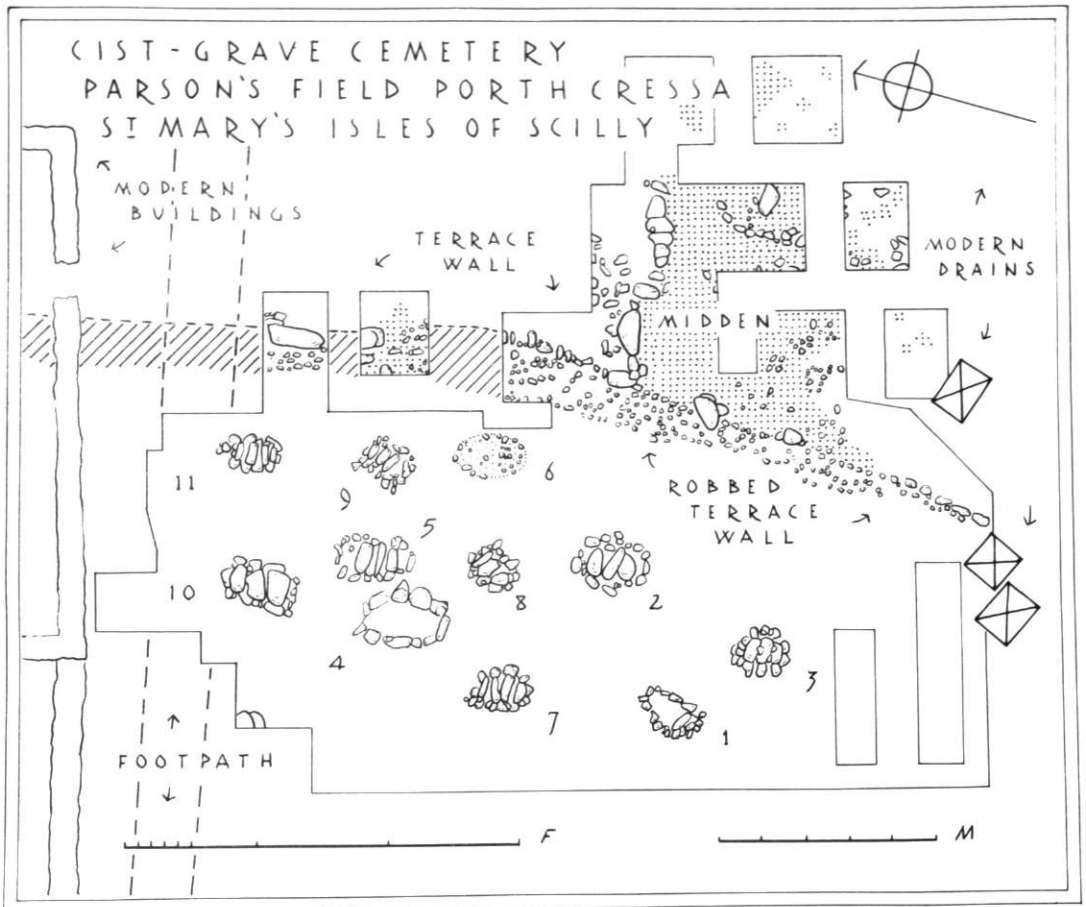 CIST-GRAVE CEMETERY
PARSON'S FIELD PORTH CRESSA
ST MARY'S ISLES OF SCILLY
MODERN
BUILDINGS
TERRACE
WALL
MODERN
DRAINS
MIDDEN
ROBBED
TERRACE
WALL
11
9
6
5
10
8
2
4
3
7
1
FOOTPATH
F
M